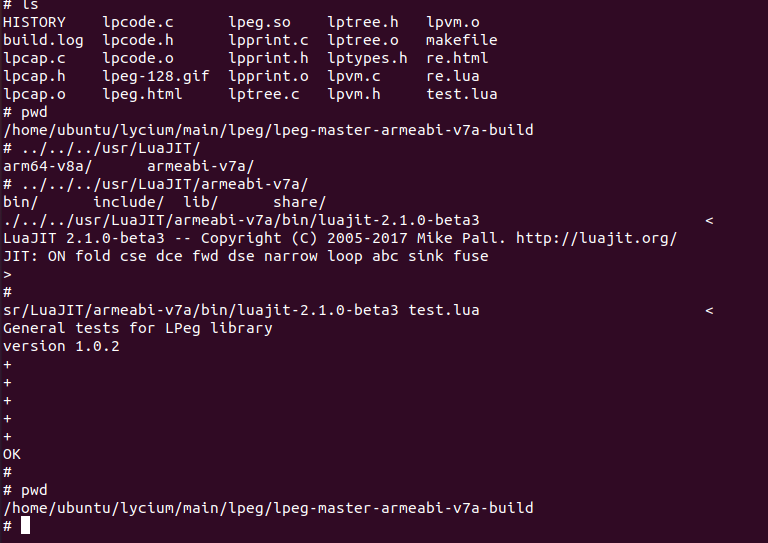 # ls
HISTORY lpcode.c lpeg.so lptree.h lpvm.o
build.log lpcode.h lpprint.c lptree.o makefile
lpcap.c lpcode.o lpprint.h lptypes.h re.html
lpcap.h lpeg-128.gif lpprint.o lpvm.c re.lua
lpcap.o lpeg.html lptree.c lpvm.h test.lua
# pwd
/home/ubuntu/lycium/main/lpeg/lpeg-master-armeabi-v7a-build
# ../../../usr/LuaJIT/
arm64-v8a/ armeabi-v7a/
# ../../../usr/LuaJIT/armeabi-v7a/
bin/ include/ lib/ share/
./../../usr/LuaJIT/armeabi-v7a/bin/luajit-2.1.0-beta3 <
LuaJIT 2.1.0-beta3 -- Copyright (C) 2005-2017 Mike Pall. http://luajit.org/
JIT: ON fold cse dce fwd dse narrow loop abc sink fuse
>
#
sr/LuaJIT/armeabi-v7a/bin/luajit-2.1.0-beta3 test.lua <
General tests for LPeg library
version 1.0.2
+
+
+
+
+
OK
#
# pwd
/home/ubuntu/lycium/main/lpeg/lpeg-master-armeabi-v7a-build
#